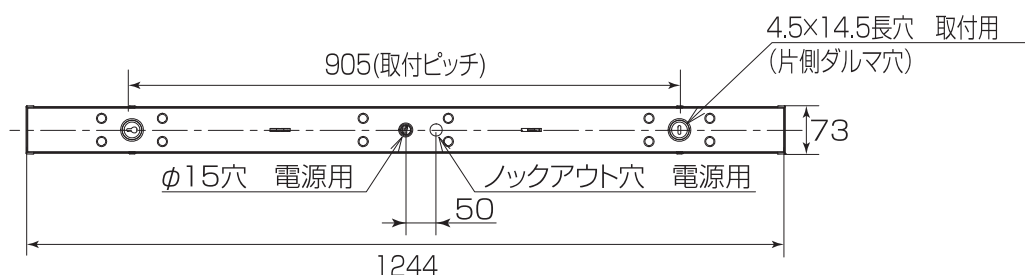 4.5×14.5長穴　取付用
(片側ダルマ穴)
905(取付ピッチ)
73
φ15穴　電源用
ノックアウト穴　電源用
50
1244